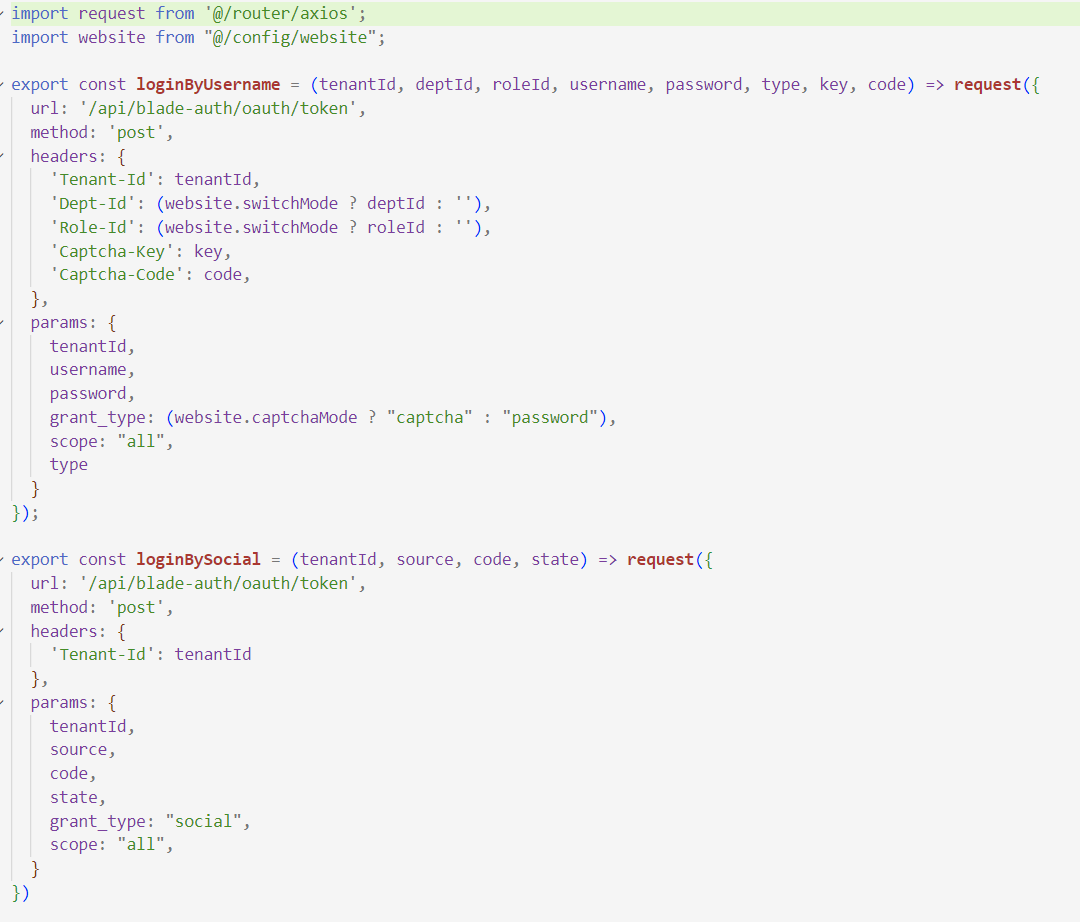 import request from '@/router/axios';
import website from "@/config/website";

export const loginByUsername = (tenantId, deptId, roleId, username, password, type, key, code) => request({
  url: '/api/blade-auth/oauth/token',
  method: 'post',
  headers: {
    'Tenant-Id': tenantId,
    'Dept-Id': (website.switchMode ? deptId : ''),
    'Role-Id': (website.switchMode ? roleId : ''),
    'Captcha-Key': key,
    'Captcha-Code': code,
  },
  params: {
    tenantId,
    username,
    password,
    grant_type: (website.captchaMode ? "captcha" : "password"),
    scope: "all",
    type
  }
});

export const loginBySocial = (tenantId, source, code, state) => request({
  url: '/api/blade-auth/oauth/token',
  method: 'post',
  headers: {
    'Tenant-Id': tenantId
  },
  params: {
    tenantId,
    source,
    code,
    state,
    grant_type: "social",
    scope: "all",
  }
})